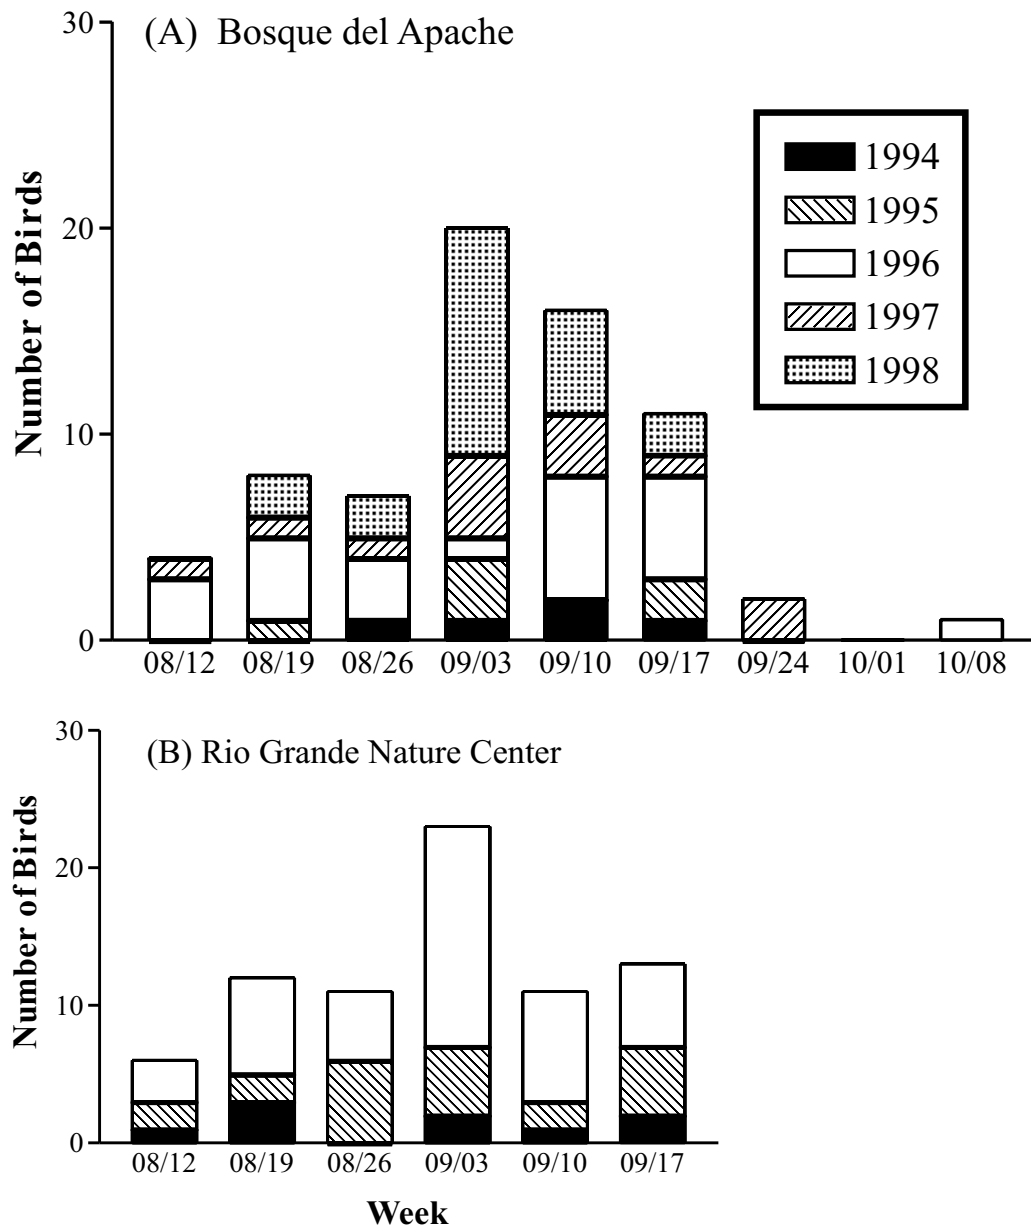 30
(A) Bosque del Apache
1994
1995
1996
1997
1998
20
10
0
Number of Birds
08/12 08/19 08/26 09/03 09/10 09/17 09/24 10/01 10/08
30
(B) Rio Grande Nature Center
20
10
0
Number of Birds
08/12 08/19 08/26 09/03 09/10 09/17
Week